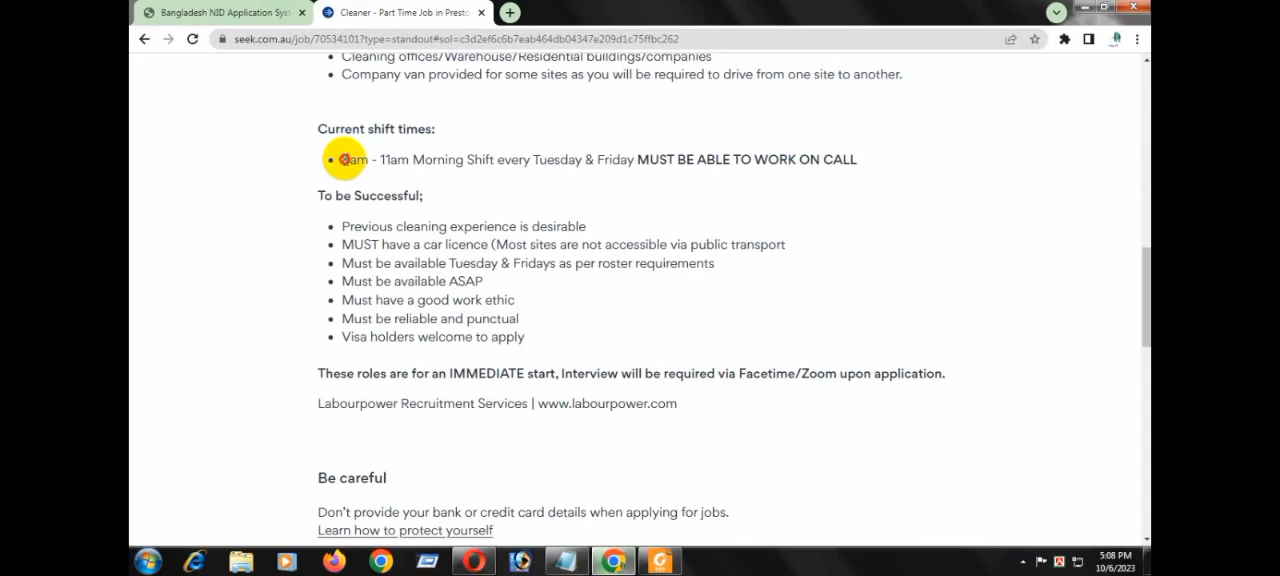 Bangladesh NID Application Syst
Cleaner - Part Time Job in Presto
seek.com.au/job/70534101?type=standout#sol=c3d2ef6c6b7eab464db04347e209d1c75ffbc262
Cleaning offices/Warehouse/Residential buildings/companies
Company van provided for some sites as you will be required to drive from one site to another.
Current shift times:
- 11am Morning Shift every Tuesday & Friday MUST BE ABLE TO WORK ON CALL
To be Successful;
Previous cleaning experience is desirable
MUST have a car licence (Most sites are not accessible via public transport
Must be available Tuesday & Fridays as per roster requirements
Must be available ASAP
Must have a good work ethic
Must be reliable and punctual
Visa holders welcome to apply
These roles are for an IMMEDIATE start, Interview will be required via Facetime/Zoom upon application.
Labourpower Recruitment Services | www.labourpower.com
Be careful
Don't provide your bank or credit card details when applying for jobs.
Learn how to protect yourself
5:08 PM
10/6/2023